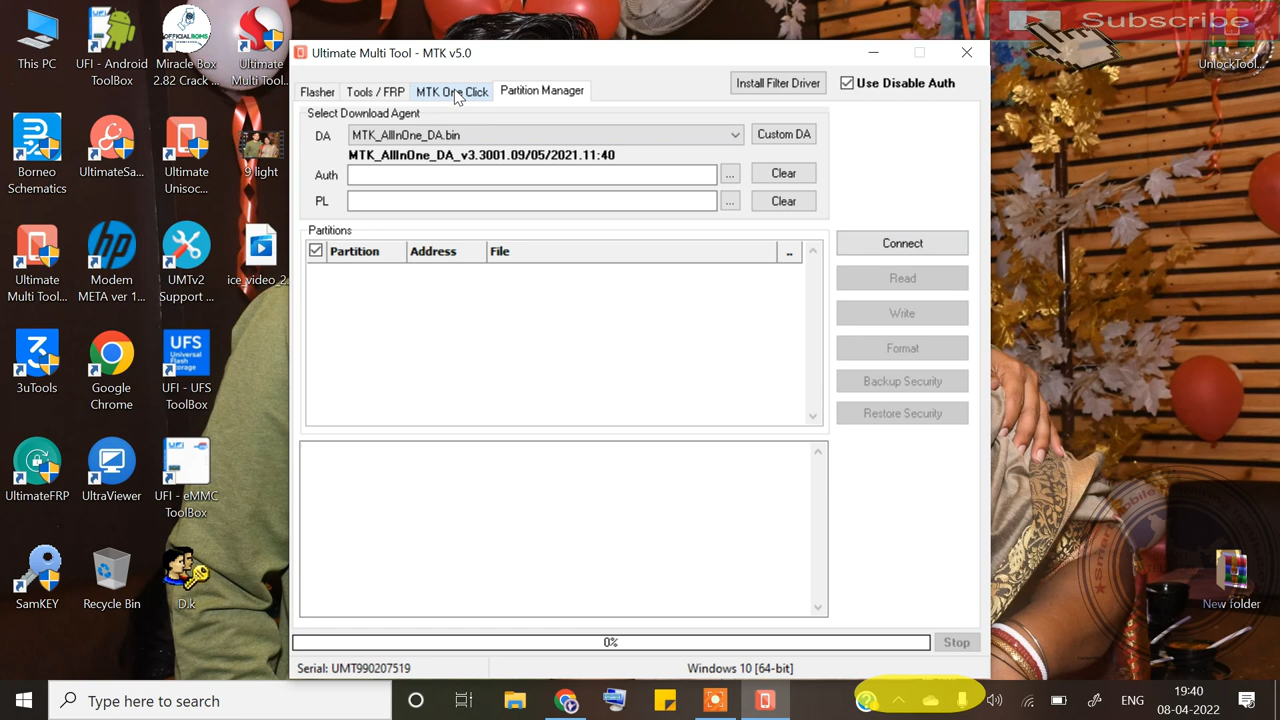 This PC
UFI - Android
ToolBox
OFFICIALROMS
Miracle Box
2.82 Crack ...
Ultimate
Multi Tool...
Borneo
Schematics
UltimateSa...
Ultimate
Unisoc...
9 light
Ultimate
Multi Tool...
Modem
META ver 1...
UMTv2
Support ...
ice_video_2...
3uTools
Google
Chrome
UFS
Universal
Flash
Storage
UFI - UFS
ToolBox
UltimateFRP
UltraViewer
UFI - eMMC
ToolBox
SamKEY
Recycle Bin
D.k
Subscribe
UnlockTool...
New folder
Ultimate Multi Tool - MTK v5.0
Flasher
Tools / FRP
MTK One Click
Partition Manager
Install Filter Driver
Use Disable Auth
Select Download Agent
DA
MTK_AllInOne_DA.bin
Custom DA
MTK_AllInOne_DA_v3.3001.09/05/2021.11:40
Auth
...
Clear
PL
...
Clear
Partitions
Partition
Address
File
..
Connect
Read
Write
Format
Backup Security
Restore Security
0%
Stop
Serial: UMT990207519
Windows 10 [64-bit]
Type here to search
ENG
19:40
08-04-2022